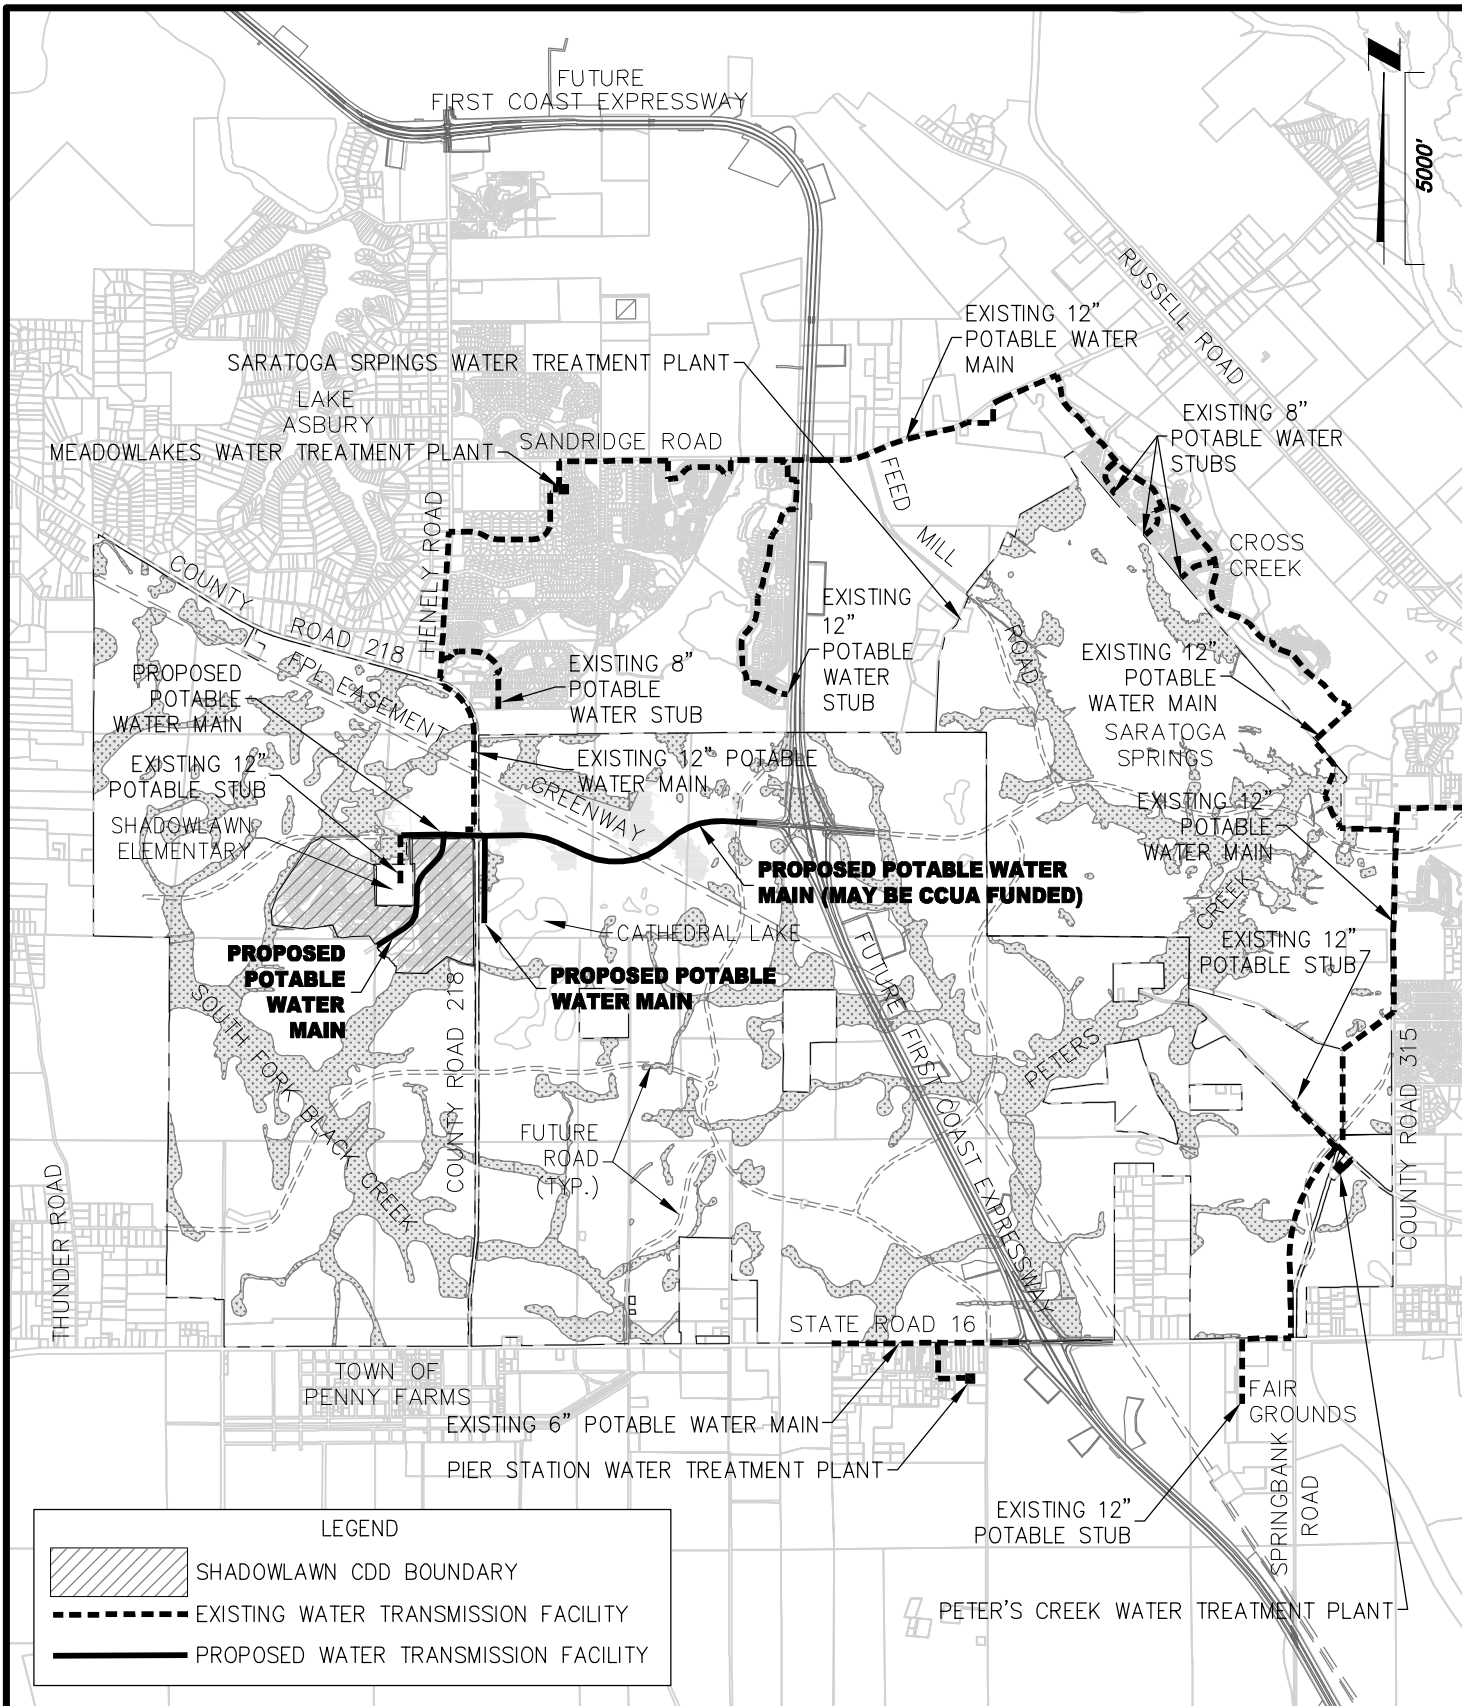 FUTURE
FIRST COAST EXPRESSWAY
5000'
RUSSELL ROAD
EXISTING 12"
POTABLE WATER
MAIN
SARATOGA SRPINGS WATER TREATMENT PLANT
LAKE
ASBURY
MEADOWLAKES WATER TREATMENT PLANT
SANDRIDGE ROAD
EXISTING 8"
POTABLE WATER
STUBS
FEED
MILL
ROAD
HENELY ROAD
CROSS
CREEK
COUNTY
ROAD 218
EXISTING
12"
POTABLE
WATER
STUB
FPL EASEMENT
PROPOSED
POTABLE
WATER MAIN
EXISTING 8"
POTABLE
WATER STUB
EXISTING 12"
POTABLE
WATER MAIN
SARATOGA
SPRINGS
EXISTING 12"
POTABLE STUB
EXISTING 12" POTABLE
WATER MAIN
GREENWAY
EXISTING 12"
POTABLE
WATER MAIN
SHADOWLAWN
ELEMENTARY
PROPOSED POTABLE WATER
MAIN (MAY BE CCUA FUNDED)
CREEK
CATHEDRAL LAKE
EXISTING 12"
POTABLE STUB
PROPOSED
POTABLE
WATER
MAIN
PROPOSED POTABLE
WATER MAIN
SOUTH FORK BLACK CREEK
COUNTY ROAD 218
FUTURE FIRST COAST EXPRESSWAY
PETERS
COUNTY ROAD 315
FUTURE
ROAD
(TYP.)
THUNDER ROAD
STATE ROAD 16
TOWN OF
PENNY FARMS
FAIR
GROUNDS
EXISTING 6" POTABLE WATER MAIN
PIER STATION WATER TREATMENT PLANT
EXISTING 12"
POTABLE STUB
SPRINGBANK
ROAD
PETER'S CREEK WATER TREATMENT PLANT
LEGEND
SHADOWLAWN CDD BOUNDARY
EXISTING WATER TRANSMISSION FACILITY
PROPOSED WATER TRANSMISSION FACILITY